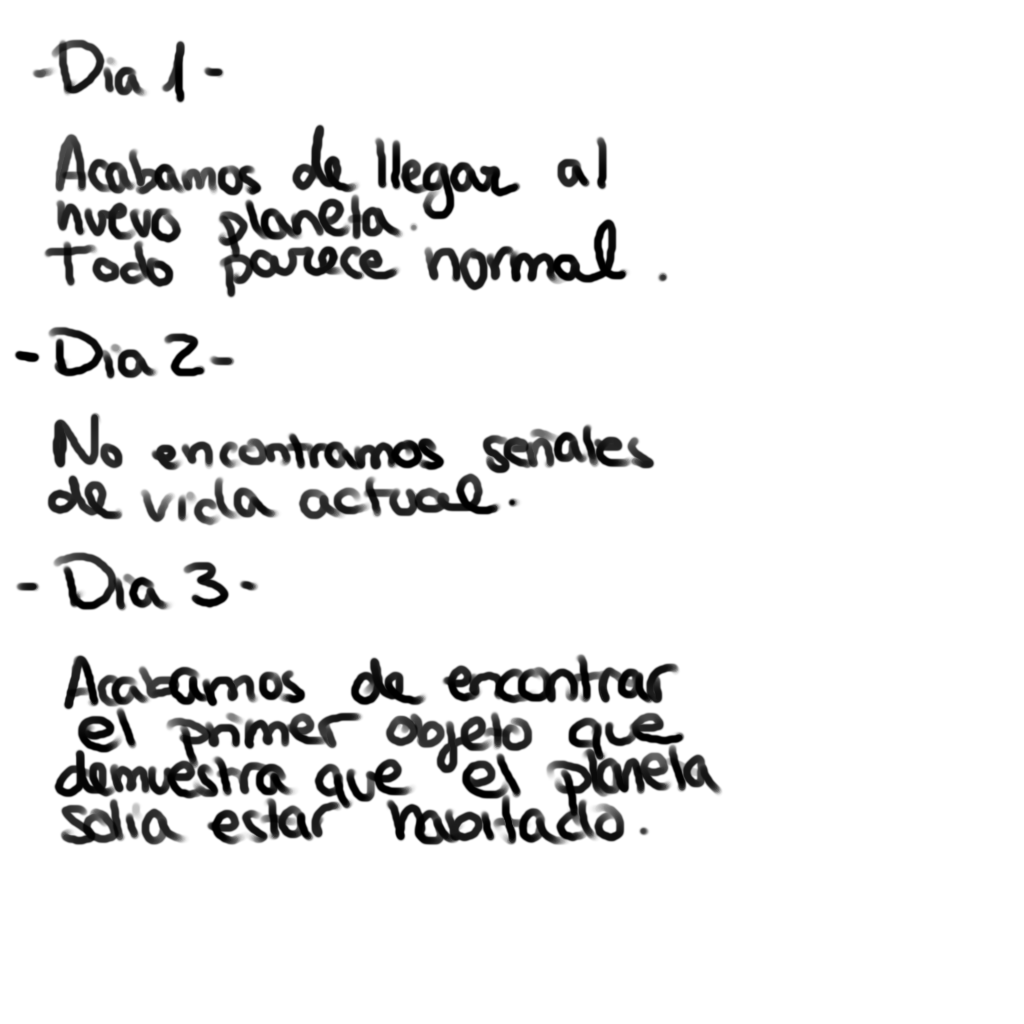 -Dia 1-
Acabamos de llegar al
nuevo planeta.
Todo parece normal.
-Dia 2-
No encontramos señales
de vida actual.
- Dia 3-
Acabamos de encontrar
el primer objeto que
demuestra que el planeta
solia estar habitado.